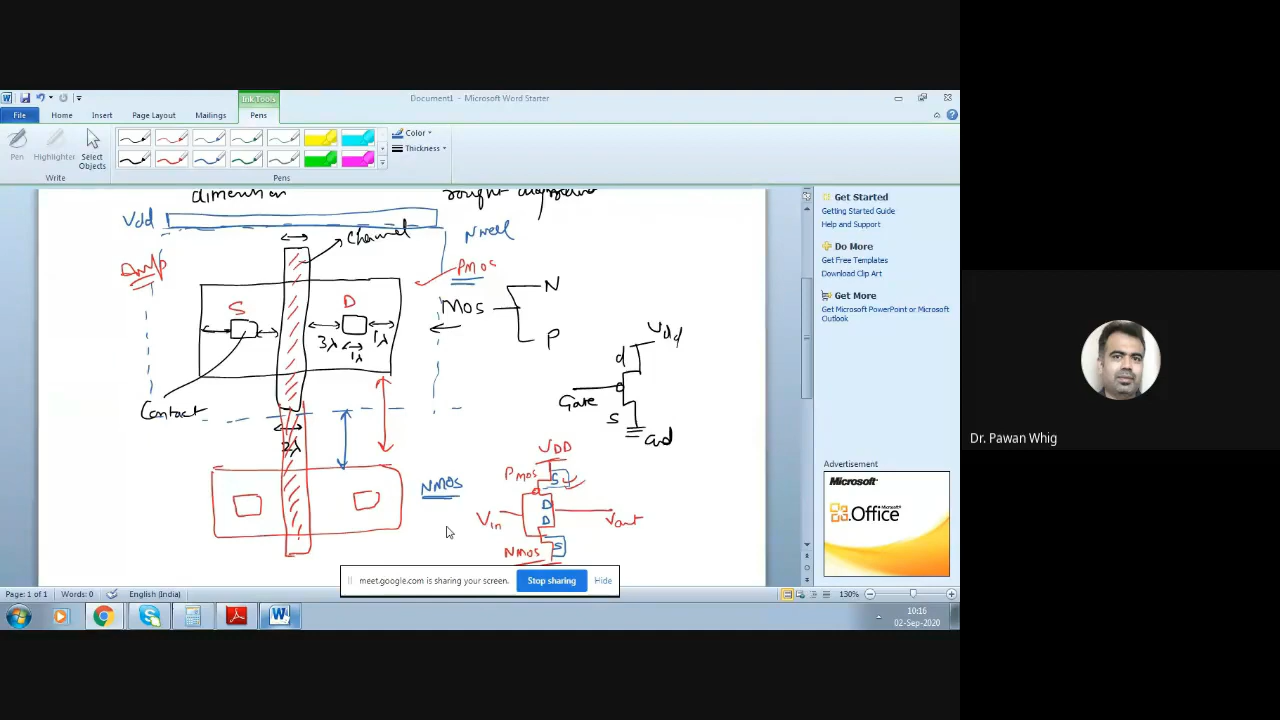 Document1 - Microsoft Word Starter
Ink Tools
File Home Insert Page Layout Mailings Pens
Pen
Highlighter
Select Objects
Color
Thickness
Write
Pens
dimension
Vdd
Channel
Nwell
PMOS
S
D
MOS
N
P
3λ
1λ
1λ
Contact
2λ
NMOS
Vdd
d
Gate
S
Gnd
VDD
PMOS
S
D
D
Vin
Vout
S
NMOS
Get Started
Getting Started Guide
Help and Support
Do More
Get Free Templates
Download Clip Art
Have More
Get Microsoft PowerPoint or Microsoft Outlook
Advertisement
Microsoft
Office
meet.google.com is sharing your screen.
Stop sharing
Hide
Page: 1 of 1
Words: 0
English (India)
130%
10:16
02-Sep-2020
Dr. Pawan Whig